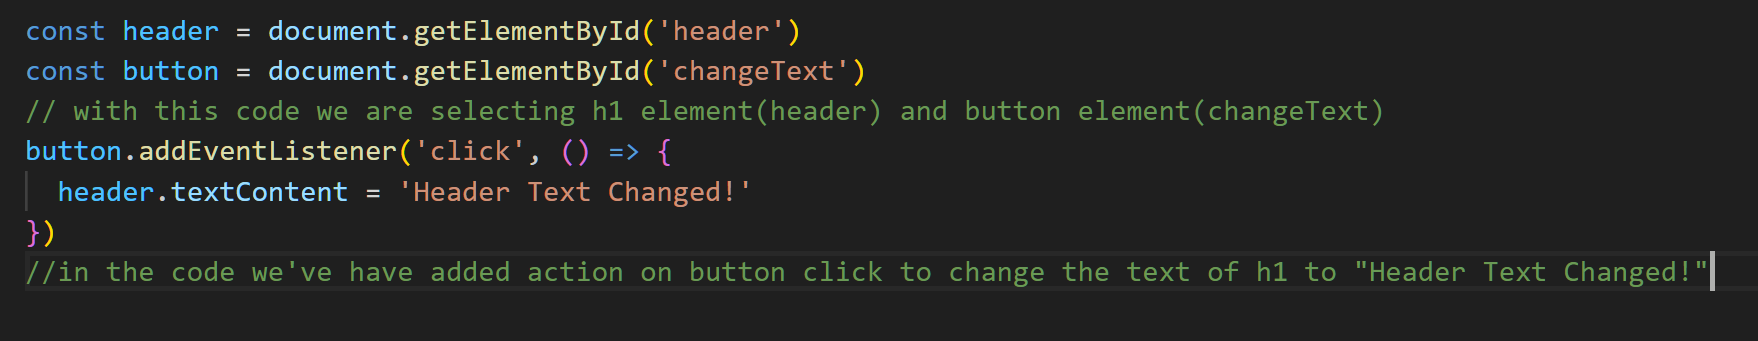 const header = document.getElementById('header')
const button = document.getElementById('changeText')
// with this code we are selecting h1 element(header) and button element(changeText)
button.addEventListener('click', () => {
  header.textContent = 'Header Text Changed!'
})
//in the code we've have added action on button click to change the text of h1 to "Header Text Changed!"